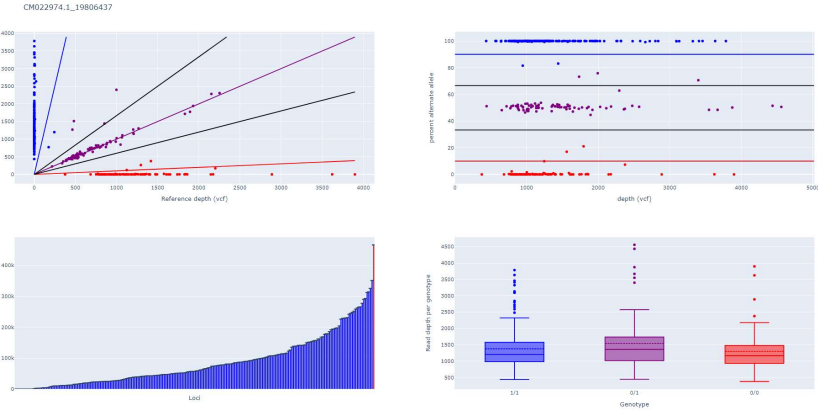 CM022974.1_19806437
4000
3500
3000
2500
2000
1500
1000
500
0
0 500 1000 1500 2000 2500 3000 3500 4000
Reference depth (vcf)
percent alternate allele
100
80
60
40
20
0
0 1000 2000 3000 4000 5000
depth (vcf)
400k
300k
200k
100k
0
Loci
Read depth per genotype
4500
4000
3500
3000
2500
2000
1500
1000
500
1/1 0/1 0/0
Genotype